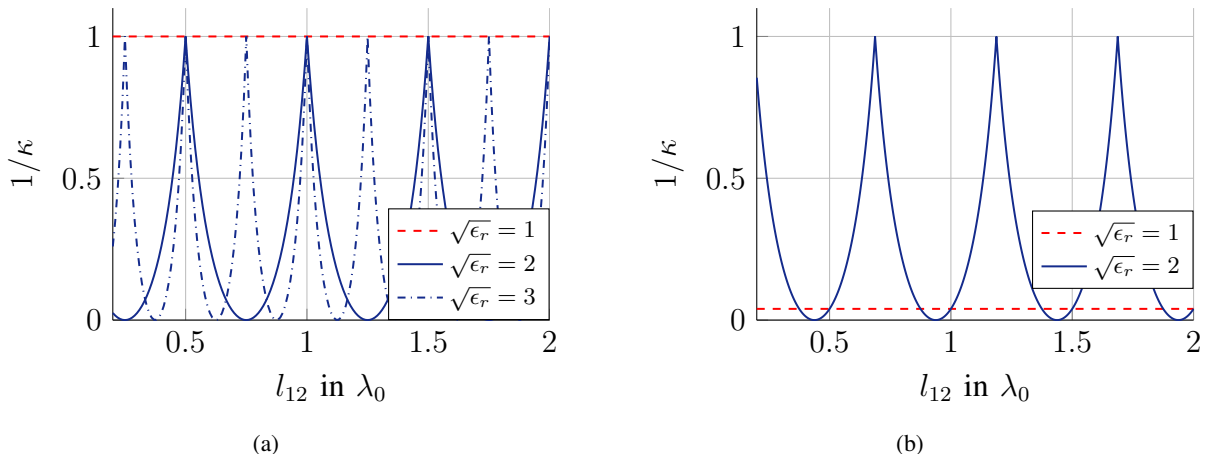 1
0.5
0
1/κ
0.5
1
1.5
2
l₁₂ in λ₀
√ϵᵣ = 1
√ϵᵣ = 2
√ϵᵣ = 3
(a)
1
0.5
0
1/κ
0.5
1
1.5
2
l₁₂ in λ₀
√ϵᵣ = 1
√ϵᵣ = 2
(b)